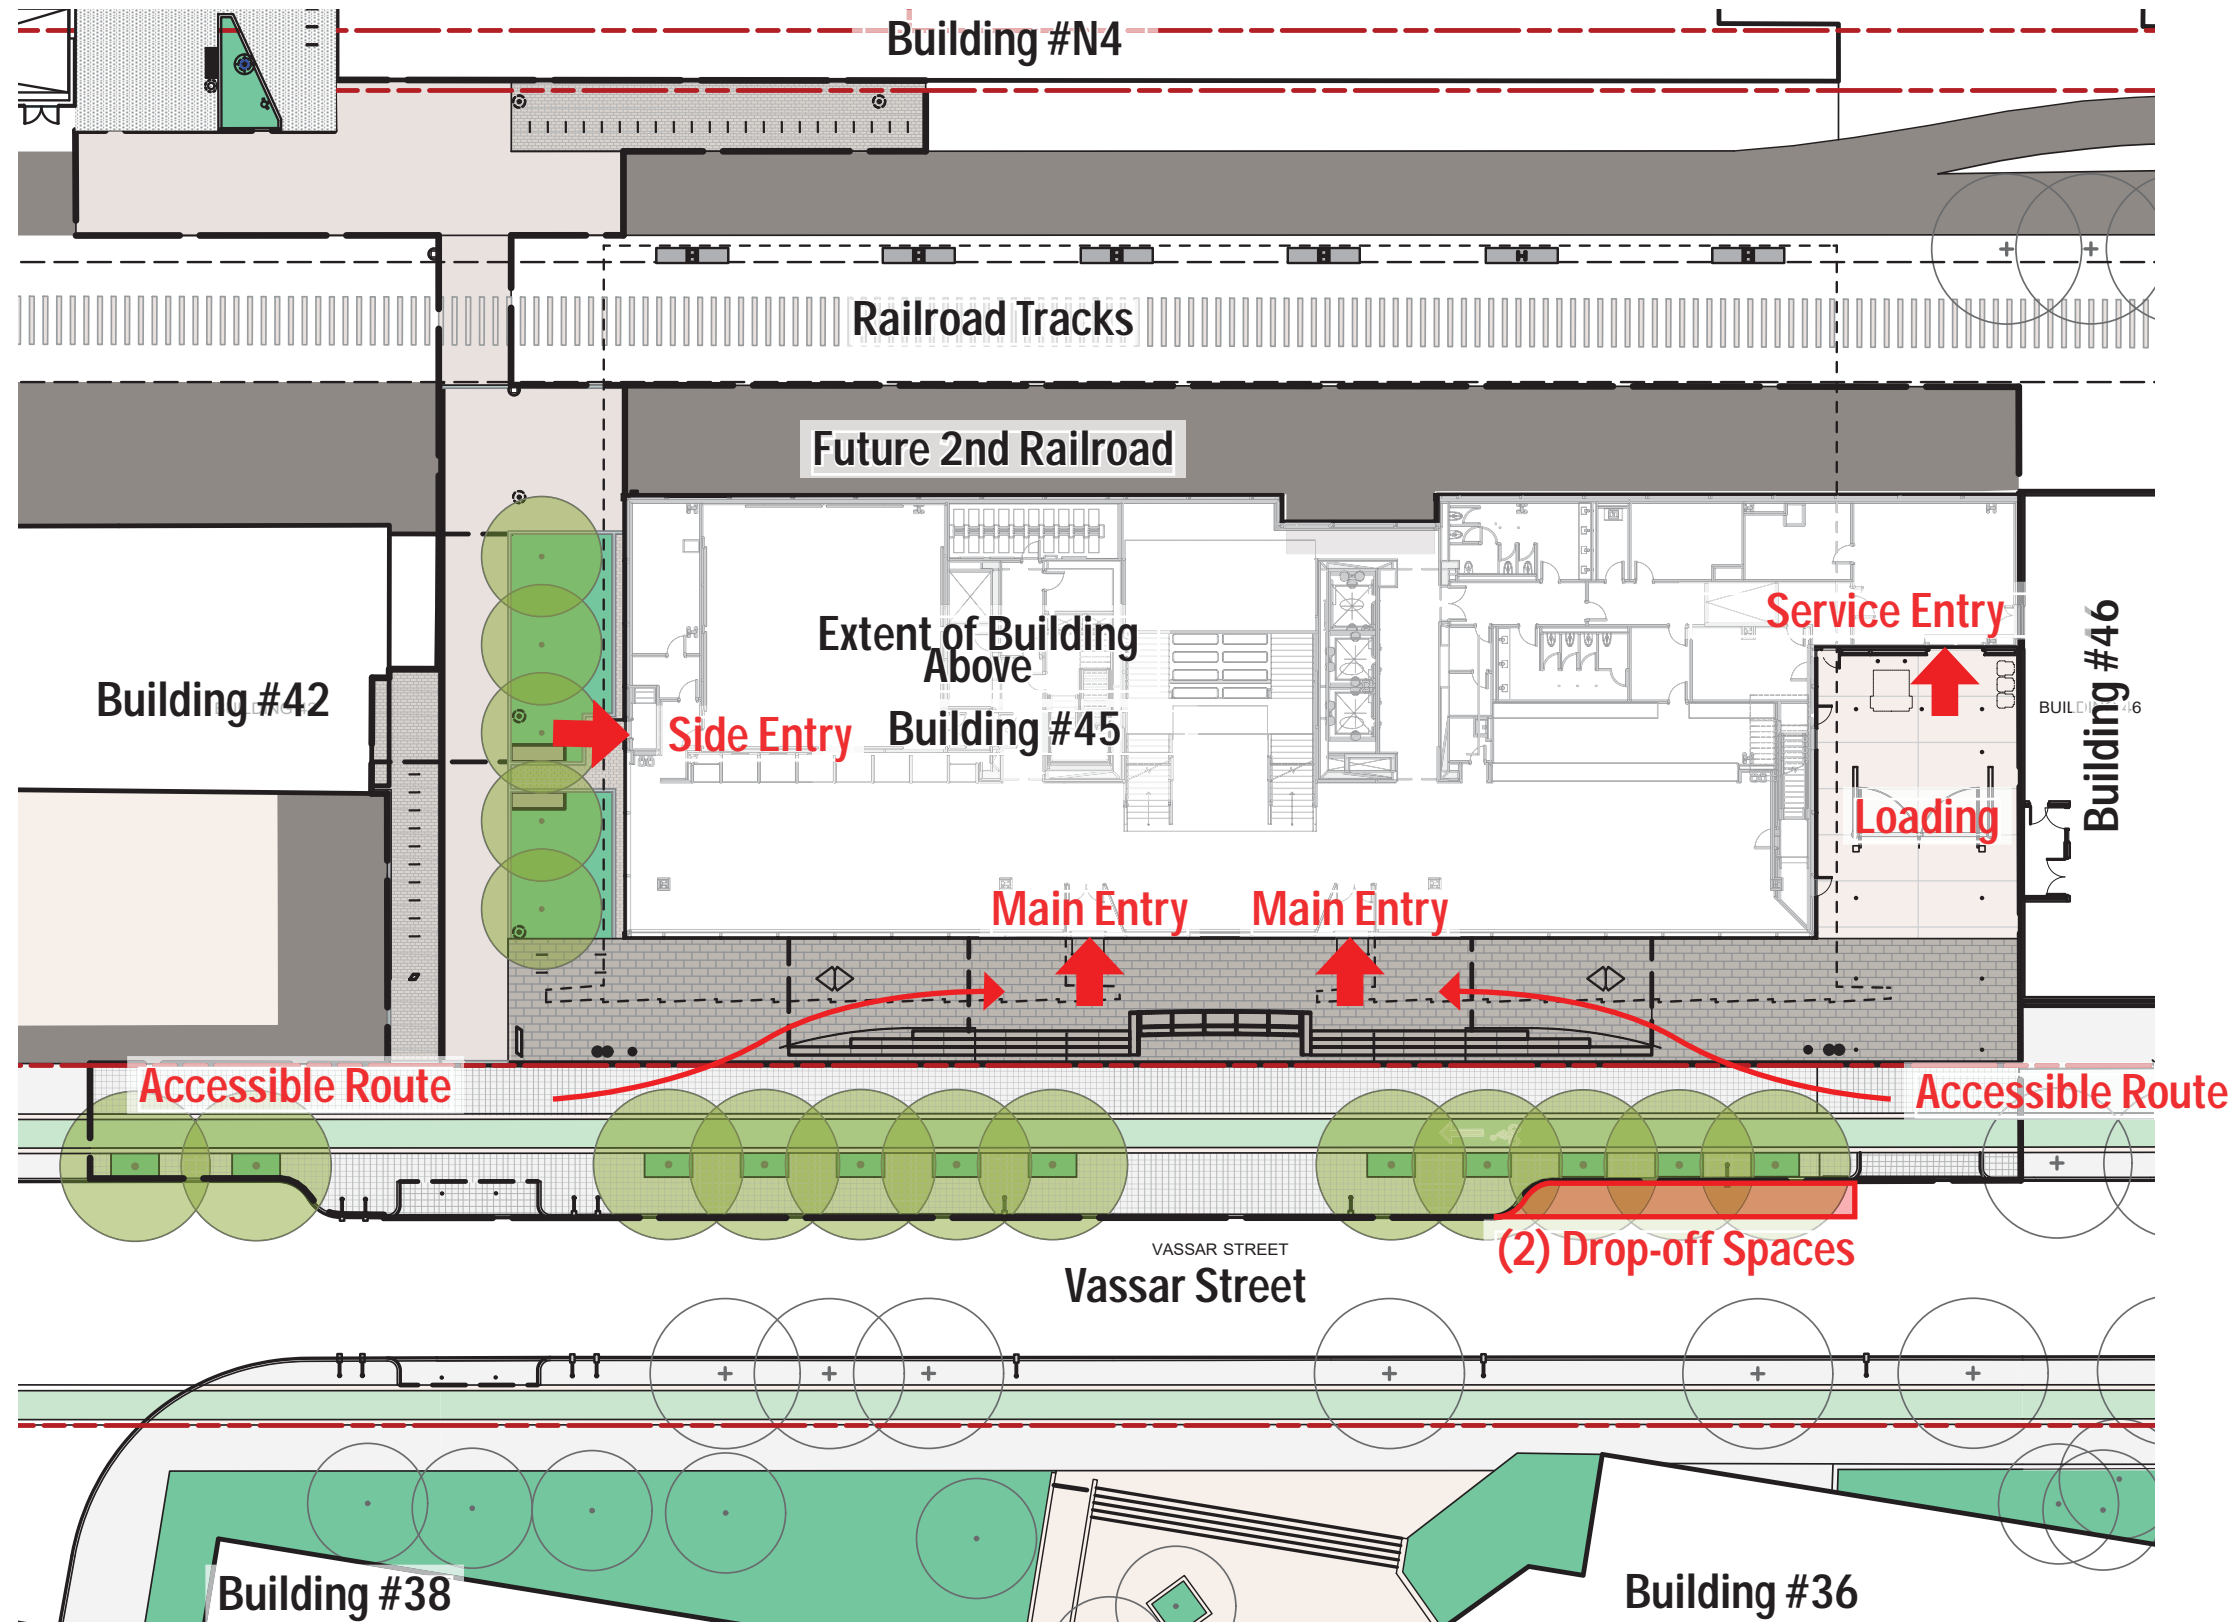 Building #N4
Railroad Tracks
Future 2nd Railroad
Extent of Building
Above
Building #45
Service Entry
Building #42
Side Entry
BUILDING 46
Building #46
Loading
Main Entry
Main Entry
Accessible Route
Accessible Route
VASSAR STREET
Vassar Street
(2) Drop-off Spaces
Building #38
Building #36